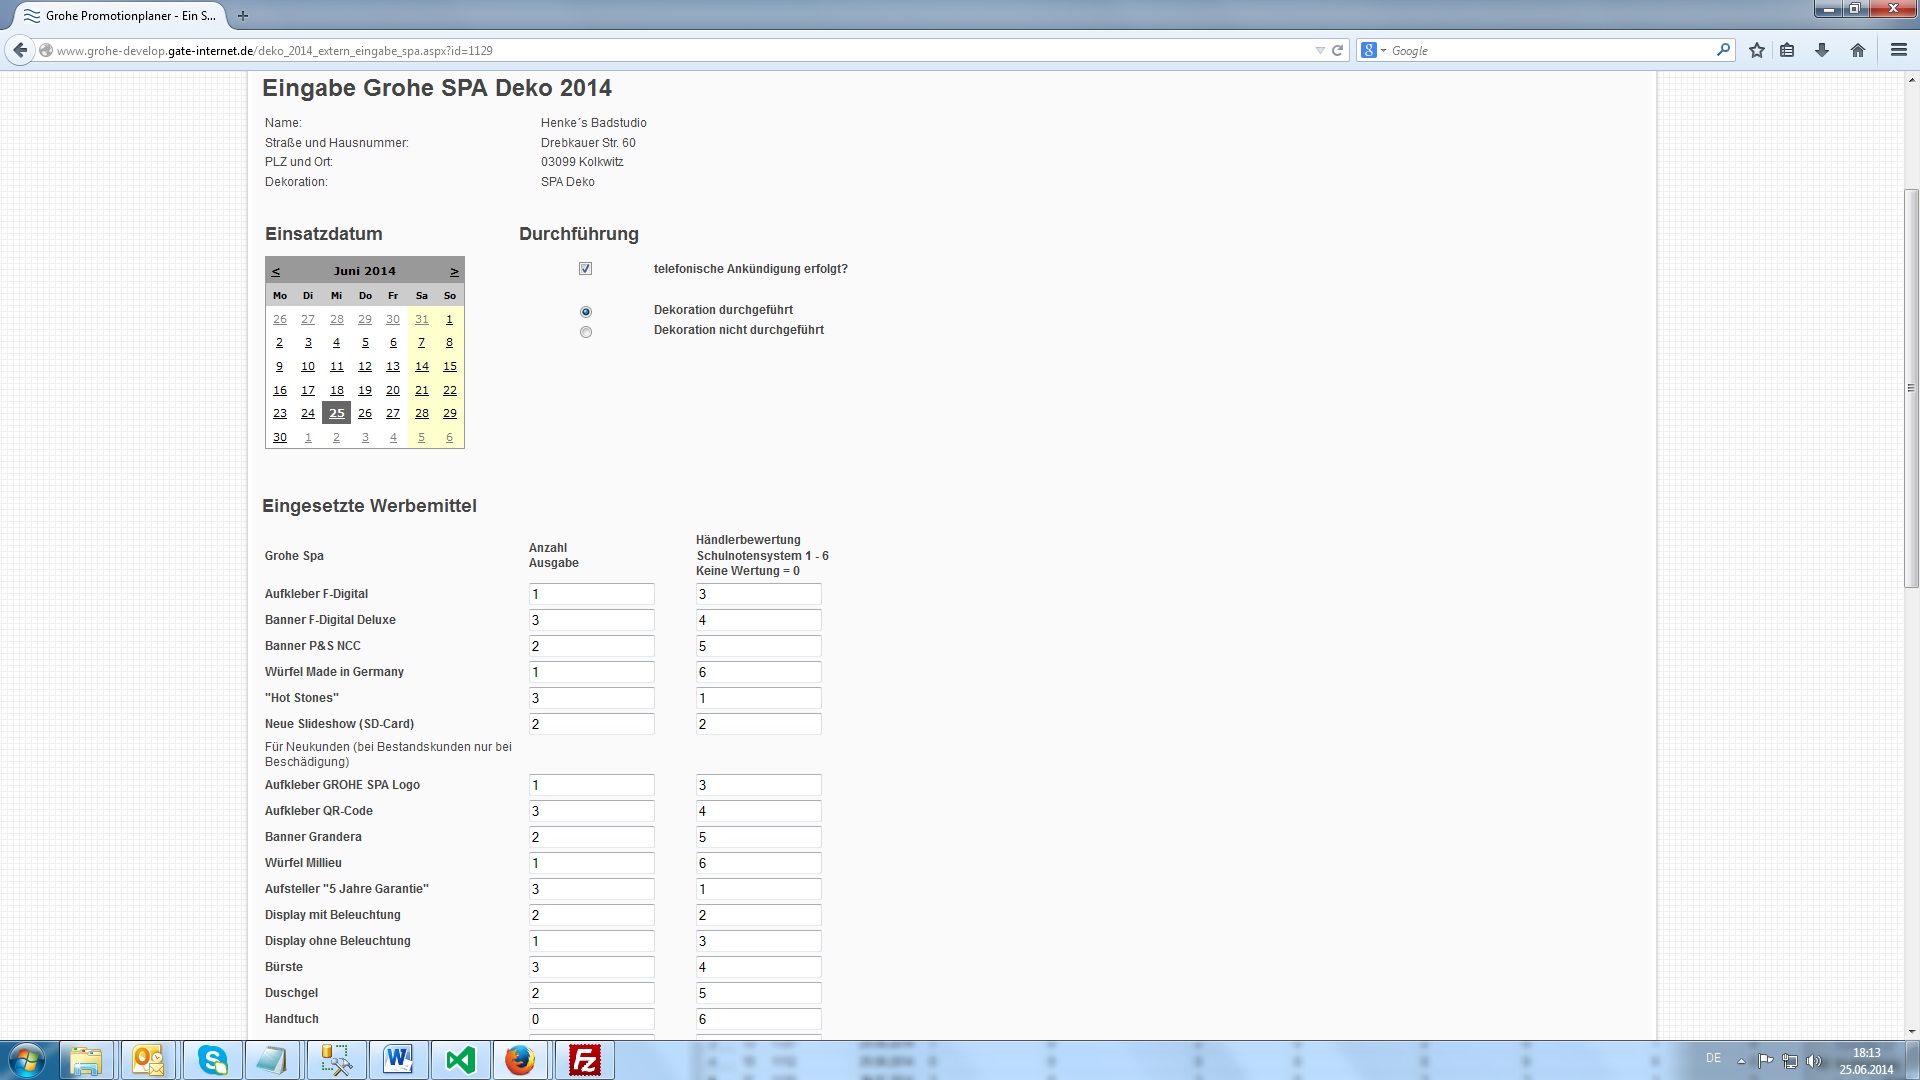 Grohe Promotionplaner - Ein S...
www.grohe-develop.gate-internet.de/deko_2014_extern_eingabe_spa.aspx?id=1129
Google
Eingabe Grohe SPA Deko 2014
Name: Henke´s Badstudio
Straße und Hausnummer: Drebkauer Str. 60
PLZ und Ort: 03099 Kolkwitz
Dekoration: SPA Deko
Einsatzdatum Durchführung
< Juni 2014 >
Mo Di Mi Do Fr Sa So
26 27 28 29 30 31 1
2 3 4 5 6 7 8
9 10 11 12 13 14 15
16 17 18 19 20 21 22
23 24 25 26 27 28 29
30 1 2 3 4 5 6
telefonische Ankündigung erfolgt?
Dekoration durchgeführt
Dekoration nicht durchgeführt
Eingesetzte Werbemittel
Grohe Spa
Anzahl
Ausgabe
Händlerbewertung
Schulnotensystem 1 - 6
Keine Wertung = 0
Aufkleber F-Digital 1 3
Banner F-Digital Deluxe 3 4
Banner P&S NCC 2 5
Würfel Made in Germany 1 6
"Hot Stones" 3 1
Neue Slideshow (SD-Card) 2 2
Für Neukunden (bei Bestandskunden nur bei
Beschädigung)
Aufkleber GROHE SPA Logo 1 3
Aufkleber QR-Code 3 4
Banner Grandera 2 5
Würfel Millieu 1 6
Aufsteller "5 Jahre Garantie" 3 1
Display mit Beleuchtung 2 2
Display ohne Beleuchtung 1 3
Bürste 3 4
Duschgel 2 5
Handtuch 0 6
DE
18:13
25.06.2014